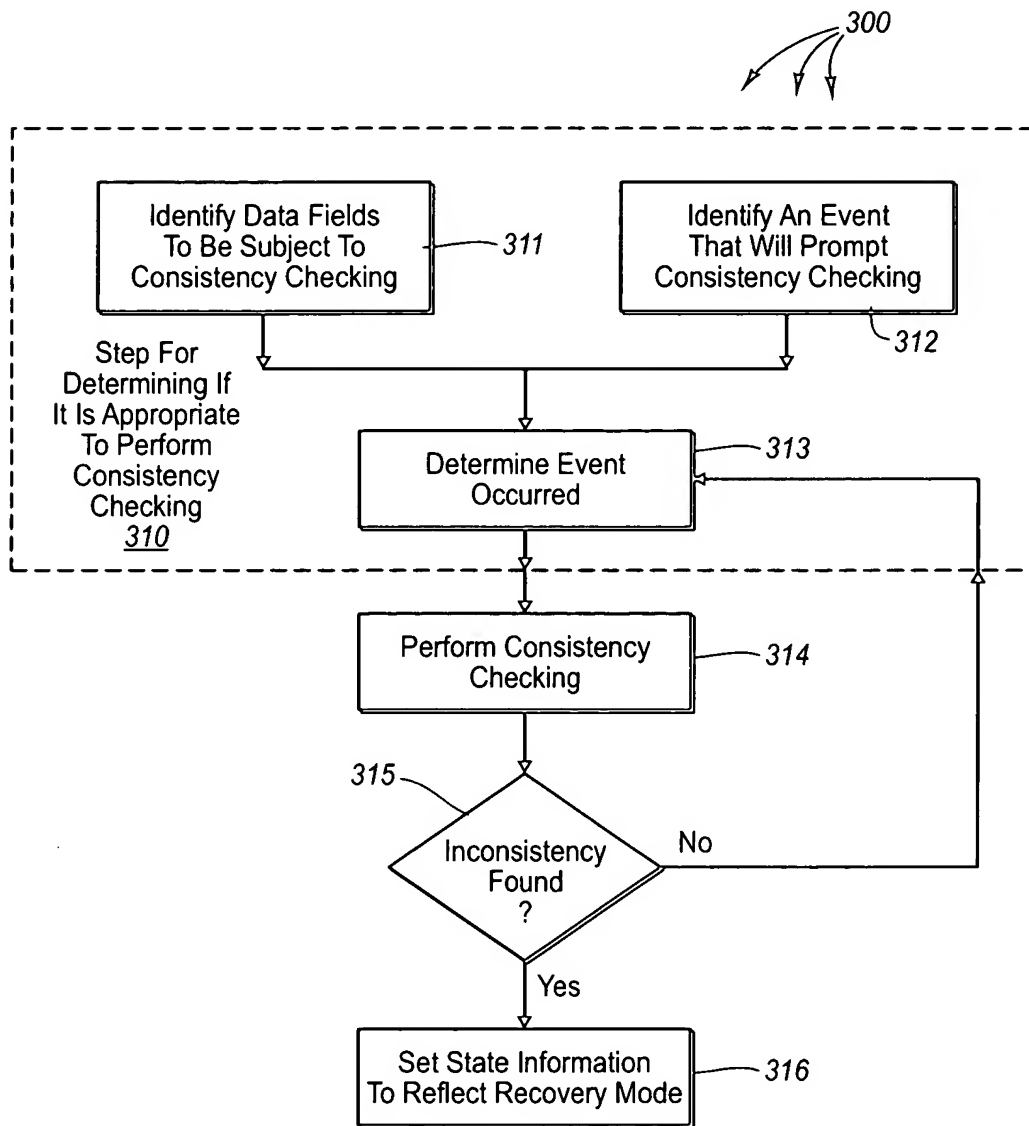 300
Identify Data Fields
To Be Subject To
Consistency Checking
311
Identify An Event
That Will Prompt
Consistency Checking
312
Step For
Determining If
It Is Appropriate
To Perform
Consistency
Checking
310
Determine Event
Occurred
313
Perform Consistency
Checking
314
315
Inconsistency
Found
?
No
Yes
Set State Information
To Reflect Recovery Mode
316